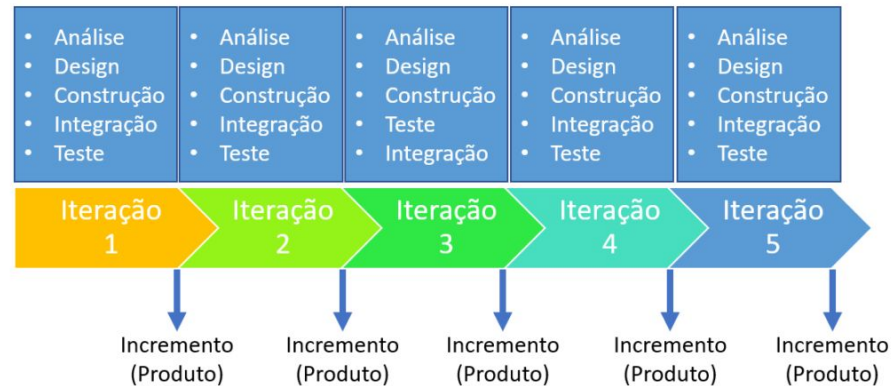 • Análise
• Design
• Construção
• Integração
• Teste
• Análise
• Design
• Construção
• Integração
• Teste
• Análise
• Design
• Construção
• Teste
• Integração
• Análise
• Design
• Construção
• Integração
• Teste
• Análise
• Design
• Construção
• Integração
• Teste
Iteração
1
Iteração
2
Iteração
3
Iteração
4
Iteração
5
Incremento
(Produto)
Incremento
(Produto)
Incremento
(Produto)
Incremento
(Produto)
Incremento
(Produto)